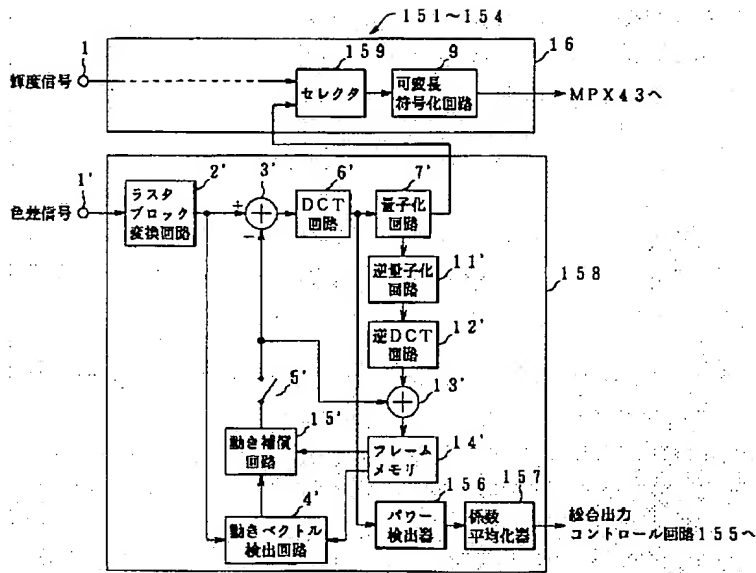 151~154
1
159
9
16
輝度信号
セレクタ
可変長
符号化回路
MPX43へ
1'
2'
3'
6'
7'
色差信号
ラスタ
ブロック
変換回路
+
-
DCT
回路
量子化
回路
11'
逆量子化
回路
158
12'
逆DCT
回路
5'
13'
15'
動き補償
回路
フレーム
メモリ
14'
4'
動きベクトル
検出回路
156
パワー
検出器
157
係数
平均化器
総合出力
コントロール回路155へ